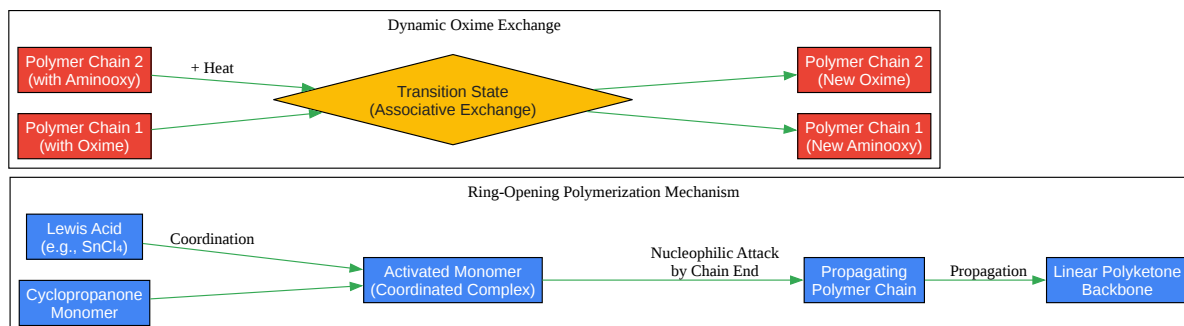 Dynamic Oxime Exchange
Polymer Chain 2
(with Aminooxy)
+ Heat
Polymer Chain 1
(with Oxime)
Transition State
(Associative Exchange)
Polymer Chain 2
(New Oxime)
Polymer Chain 1
(New Aminooxy)
Ring-Opening Polymerization Mechanism
Lewis Acid
(e.g., SnCl₄)
Coordination
Cyclopropanone
Monomer
Activated Monomer
(Coordinated Complex)
Nucleophilic Attack
by Chain End
Propagating
Polymer Chain
Propagation
Linear Polyketone
Backbone